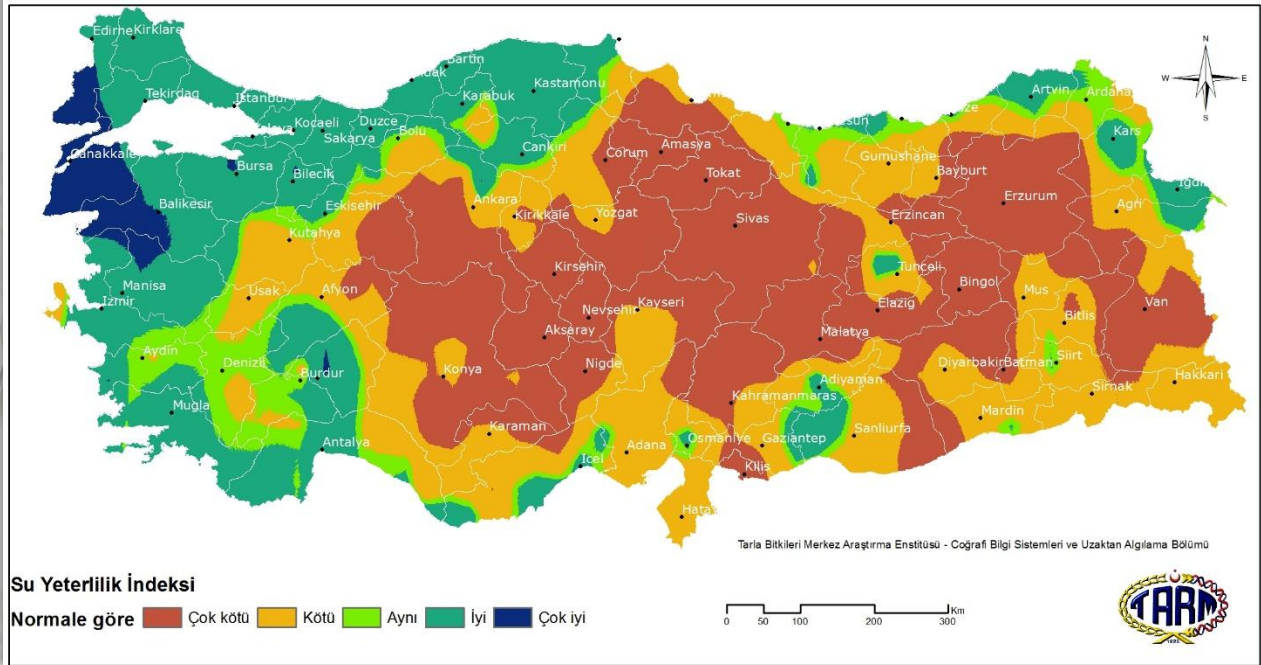 Edirne Kirklare
Bartin
Kastamonu
Karabuk
Tekirdag
Istanbul
Kocaeli
Duzce
Sakarya
Bolu
Cankiri
Corum
Amasya
Tokat
Artvin
Ardaha
Kars
Igdir
Gumushane
Bayburt
Erzurum
Agri
Canakkale
Bursa
Bilecik
Balikesir
Eskisehir
Ankara
Kirikkale
Yozgat
Sivas
Erzincan
Kutahya
Manisa
Izmir
Usak
Afyon
Kirsehir
Nevsehir
Kayseri
Tunceli
Bingol
Mus
Elazig
Bitlis
Van
Aksaray
Malatya
Aydin
Denizli
Burdur
Konya
Nigde
Diyarbakir
Batman
Siirt
Adiyaman
Hakkari
Sirnak
Mugla
Kahramanmaras
Mardin
Karaman
Antalya
Icel
Adana
Osmaniye
Gaziantep
Sanliurfa
Kilis
Hata
N
W E
S
Tarla Bitkileri Merkez Araştırma Enstitüsü - Coğrafi Bilgi Sistemleri ve Uzaktan Algılama Bölümü
Su Yeterlilik İndeksi
Normale göre Çok kötü Kötü Aynı İyi Çok iyi
0 50 100 200 300 Km
TARM